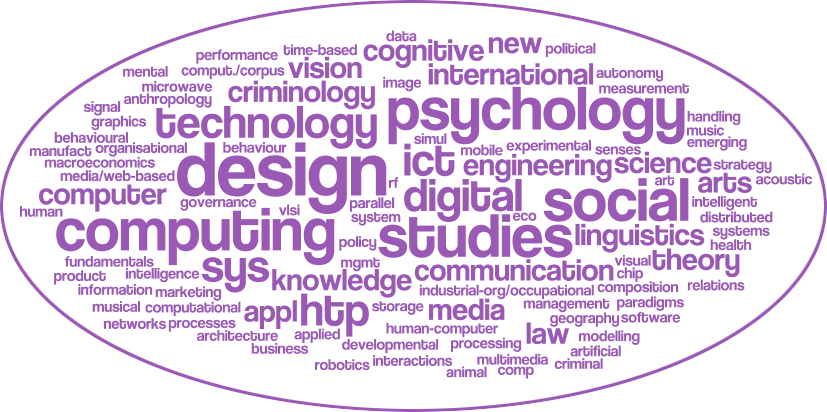 data
performance time-based cognitive new political
mental comput./corpus vision international autonomy
microwave criminology image measurement
signal anthropology psychology
graphics technology handling
behavioural simul music
manufact organisational behaviour mobile experimental senses emerging
macroeconomics design ict engineering science strategy
media/web-based rf art arts acoustic
computer governance parallel digital social intelligent
human vlsi system eco distributed
computing policy studies linguistics systems
health
fundamentals sys mgmt communication visual theory
product intelligence knowledge chip
information marketing industrial-org/occupational composition relations
musical computational appl htp storage media management paradigms
networks processes geography software
architecture applied human-computer law modelling
business developmental processing artificial
robotics interactions multimedia criminal
animal comp